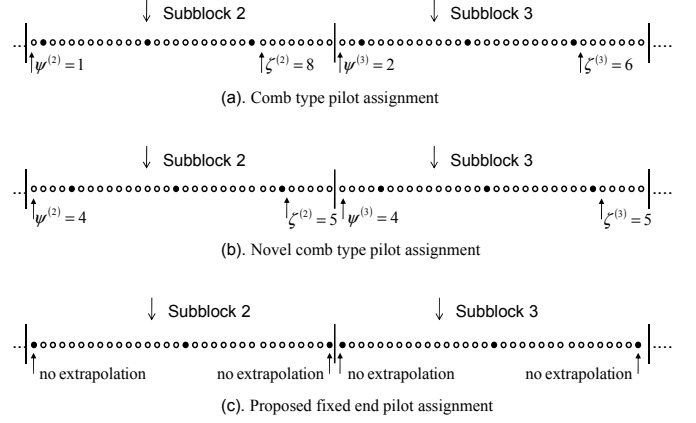 Subblock 2 Subblock 3
... ....
ψ(2) = 1 ζ(2) = 8 ψ(3) = 2 ζ(3) = 6
(a). Comb type pilot assignment
Subblock 2 Subblock 3
... ....
ψ(2) = 4 ζ(2) = 5 ψ(3) = 4 ζ(3) = 5
(b). Novel comb type pilot assignment
Subblock 2 Subblock 3
... ....
no extrapolation no extrapolation no extrapolation no extrapolation
(c). Proposed fixed end pilot assignment